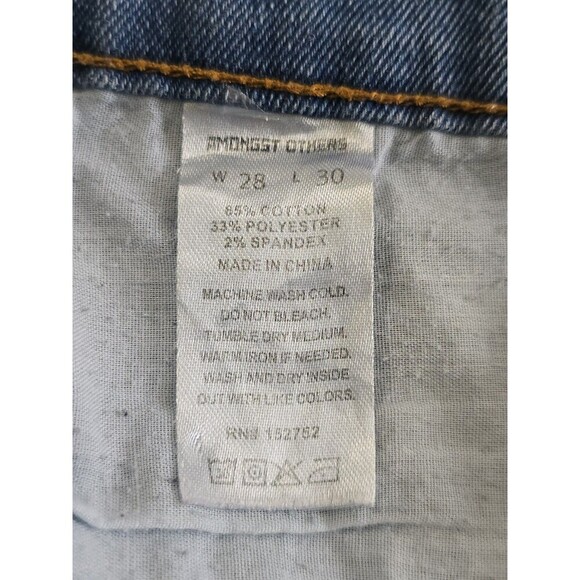 AMONGST OTHERS
W 28 L 30
65% COTTON
33% POLYESTER
2% SPANDEX
MADE IN CHINA
MACHINE WASH COLD.
DO NOT BLEACH.
TUMBLE DRY MEDIUM.
WARM IRON IF NEEDED.
WASH AND DRY INSIDE
OUT WITH LIKE COLORS.
RN# 152762